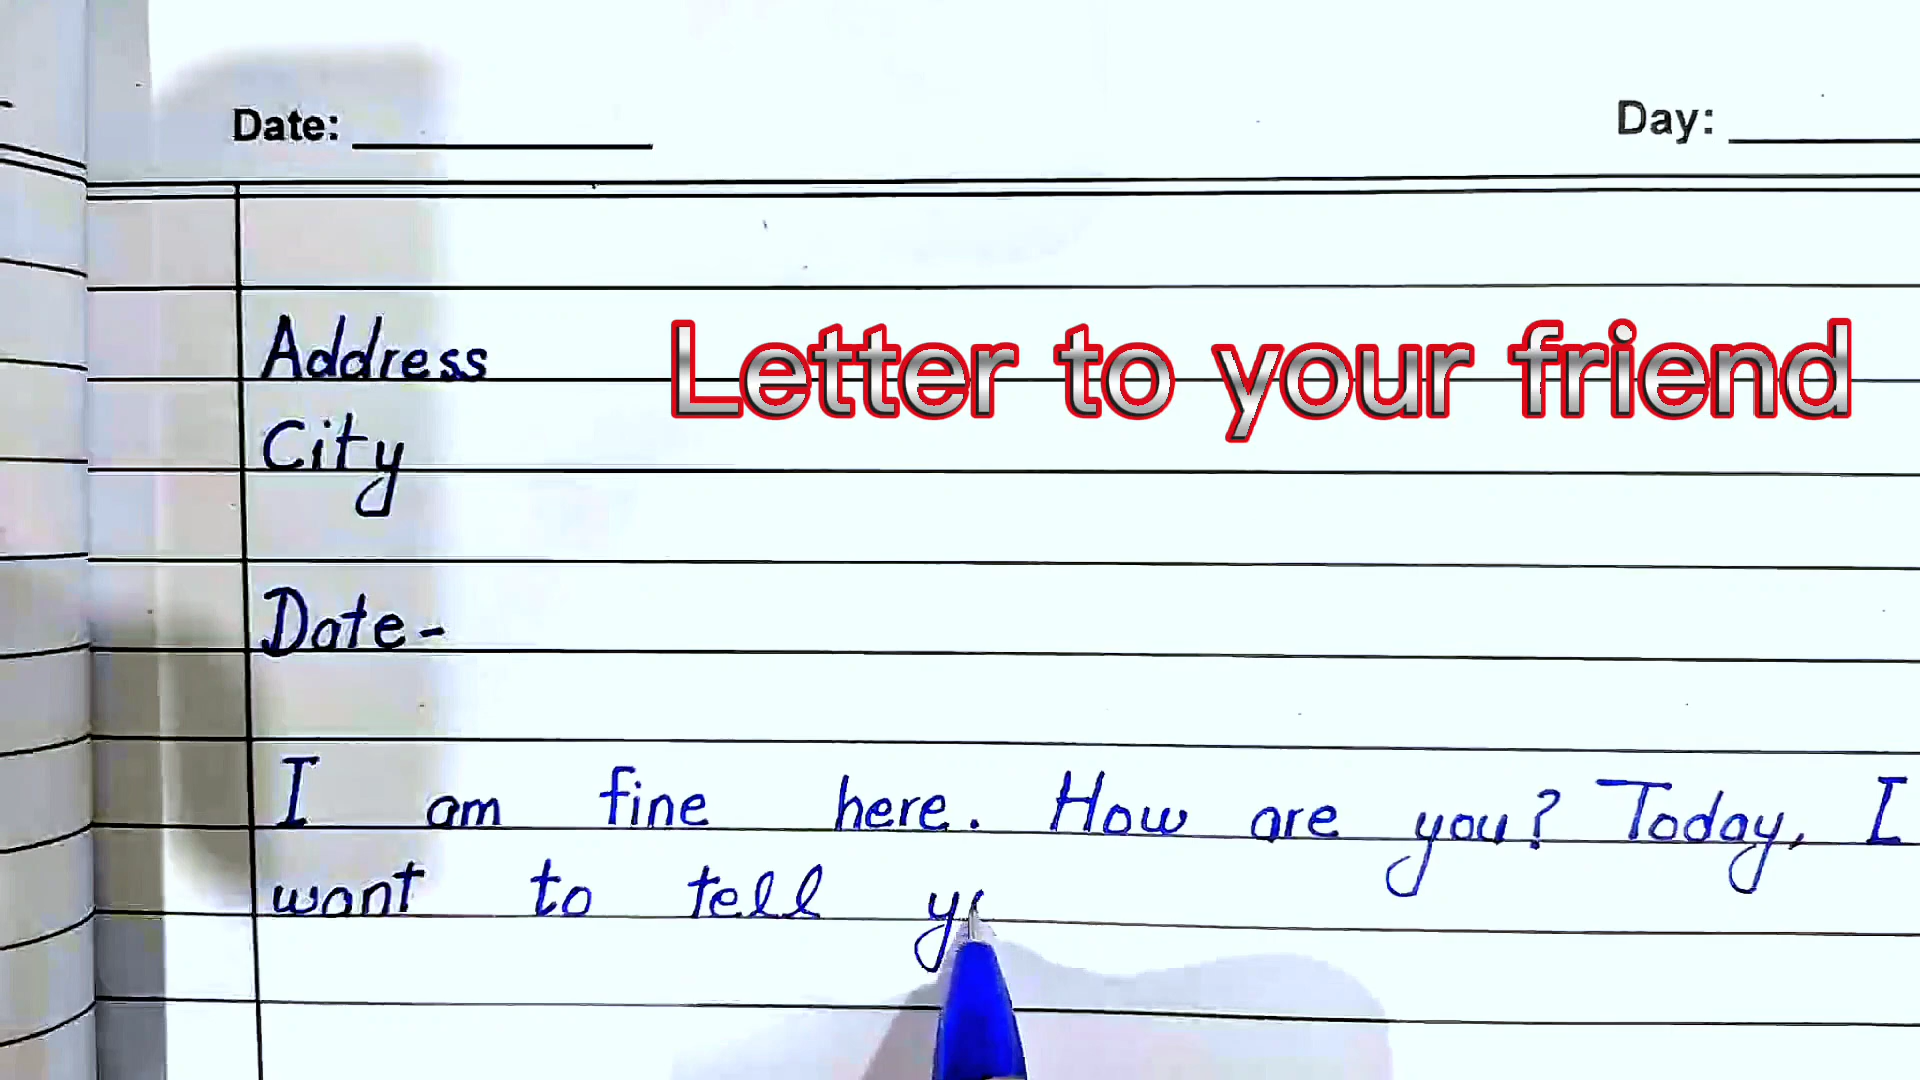 Date: Day:
Address
Letter to your friend
City
Date-
I am fine here. How are you? Today, I
want to tell